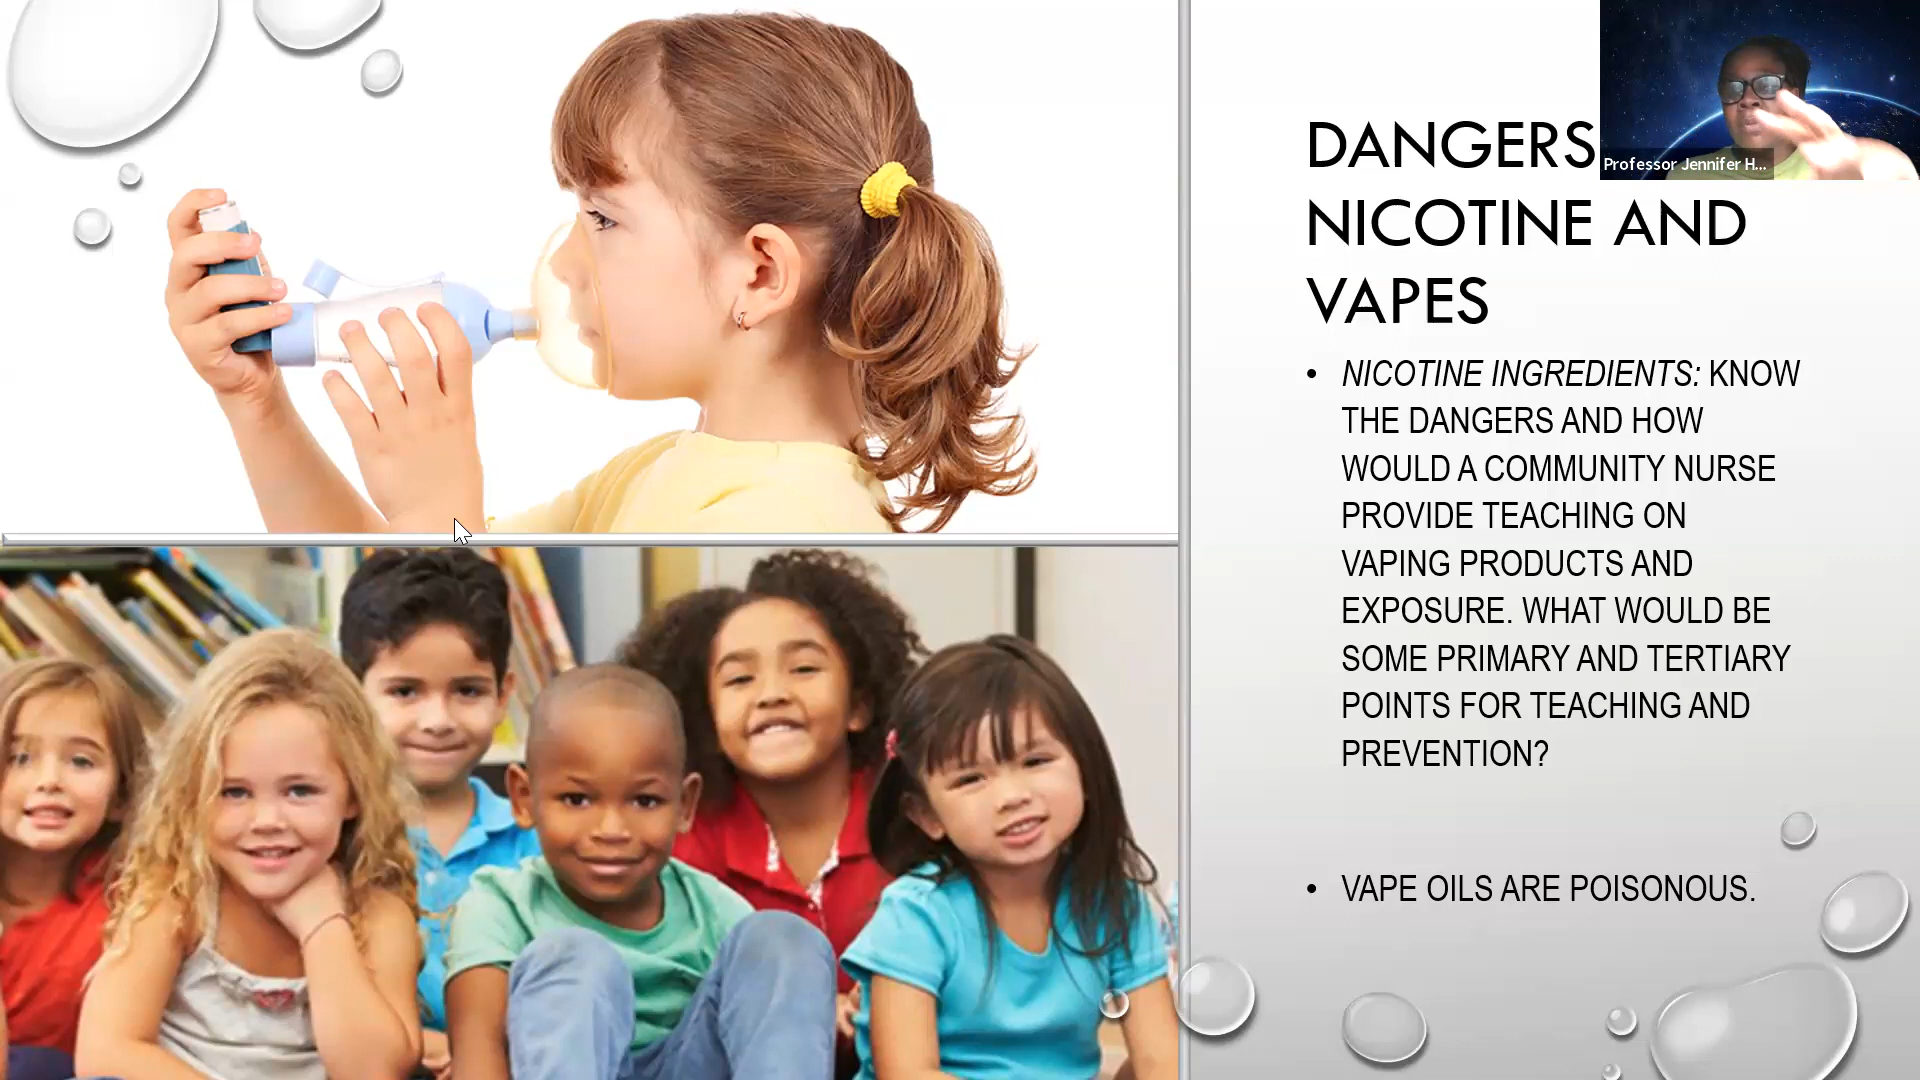 DANGERS
NICOTINE AND
VAPES
• NICOTINE INGREDIENTS: KNOW
THE DANGERS AND HOW
WOULD A COMMUNITY NURSE
PROVIDE TEACHING ON
VAPING PRODUCTS AND
EXPOSURE. WHAT WOULD BE
SOME PRIMARY AND TERTIARY
POINTS FOR TEACHING AND
PREVENTION?
• VAPE OILS ARE POISONOUS.
Professor Jennifer H...